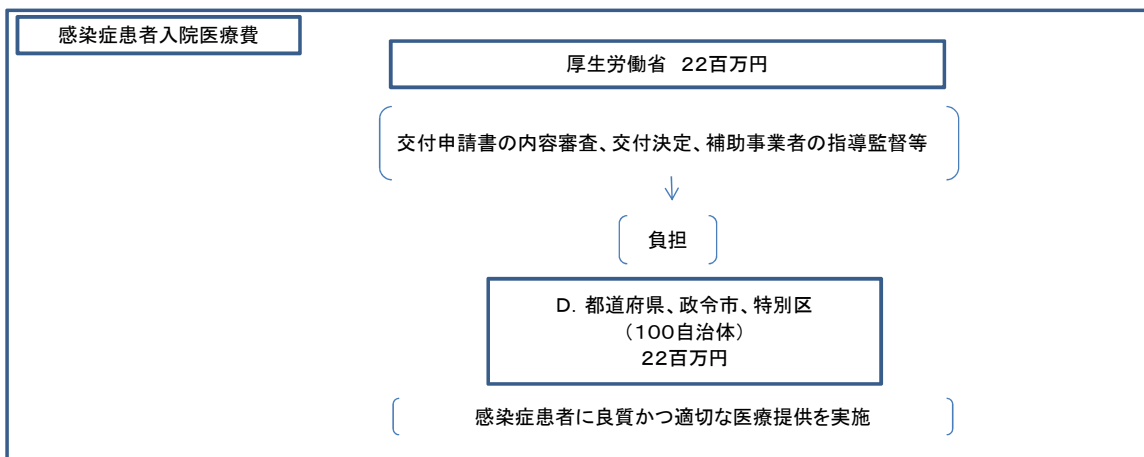 感染症患者入院医療費
厚生労働省　22百万円
交付申請書の内容審査、交付決定、補助事業者の指導監督等
負担
D．都道府県、政令市、特別区
（100自治体）
22百万円
感染症患者に良質かつ適切な医療提供を実施